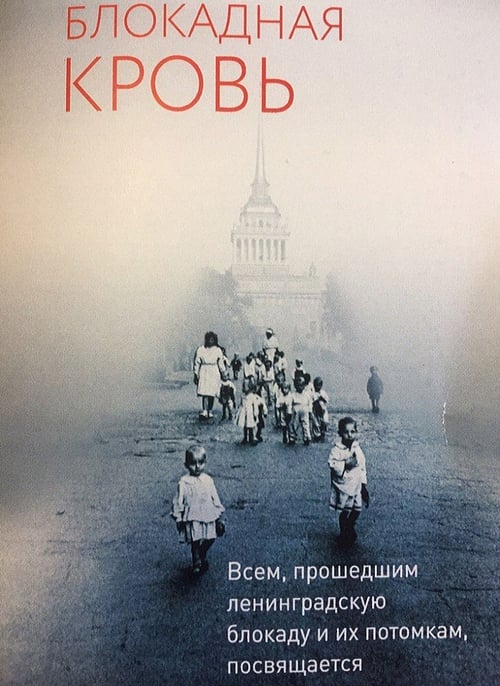 БЛОКАДНАЯ
КРОВЬ
Всем, прошедшим
ленинградскую
блокаду и их потомкам,
посвящается